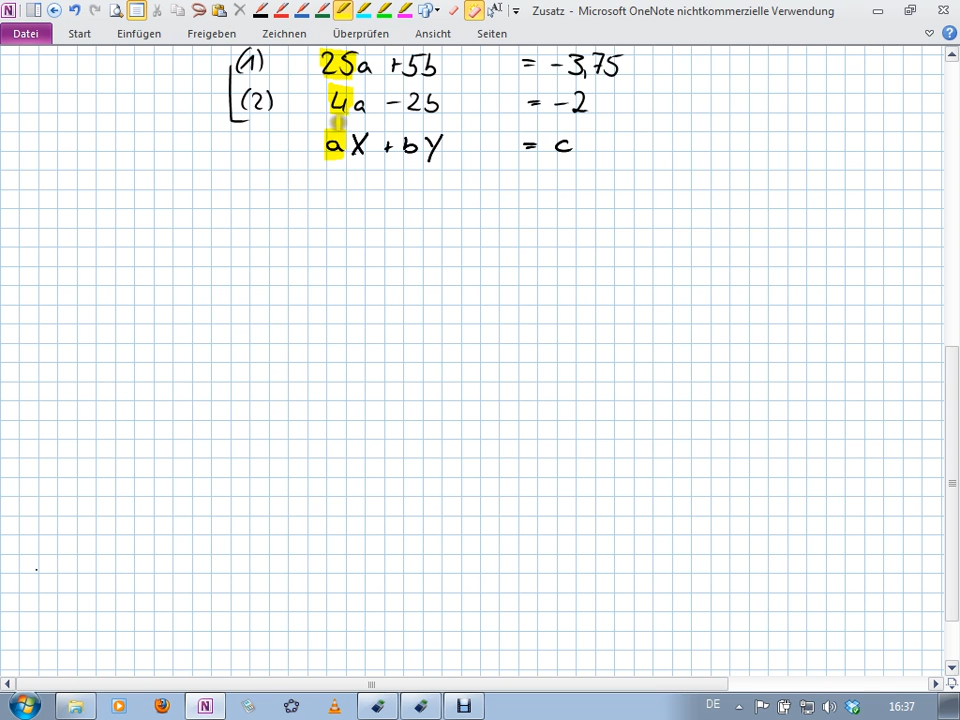 Zusatz - Microsoft OneNote nichtkommerzielle Verwendung
Datei Start Einfügen Freigeben Zeichnen Überprüfen Ansicht Seiten
(1) 25a + 5b = -3,75
(2) 4a - 2b = -2
aX + bY = c
DE 16:37